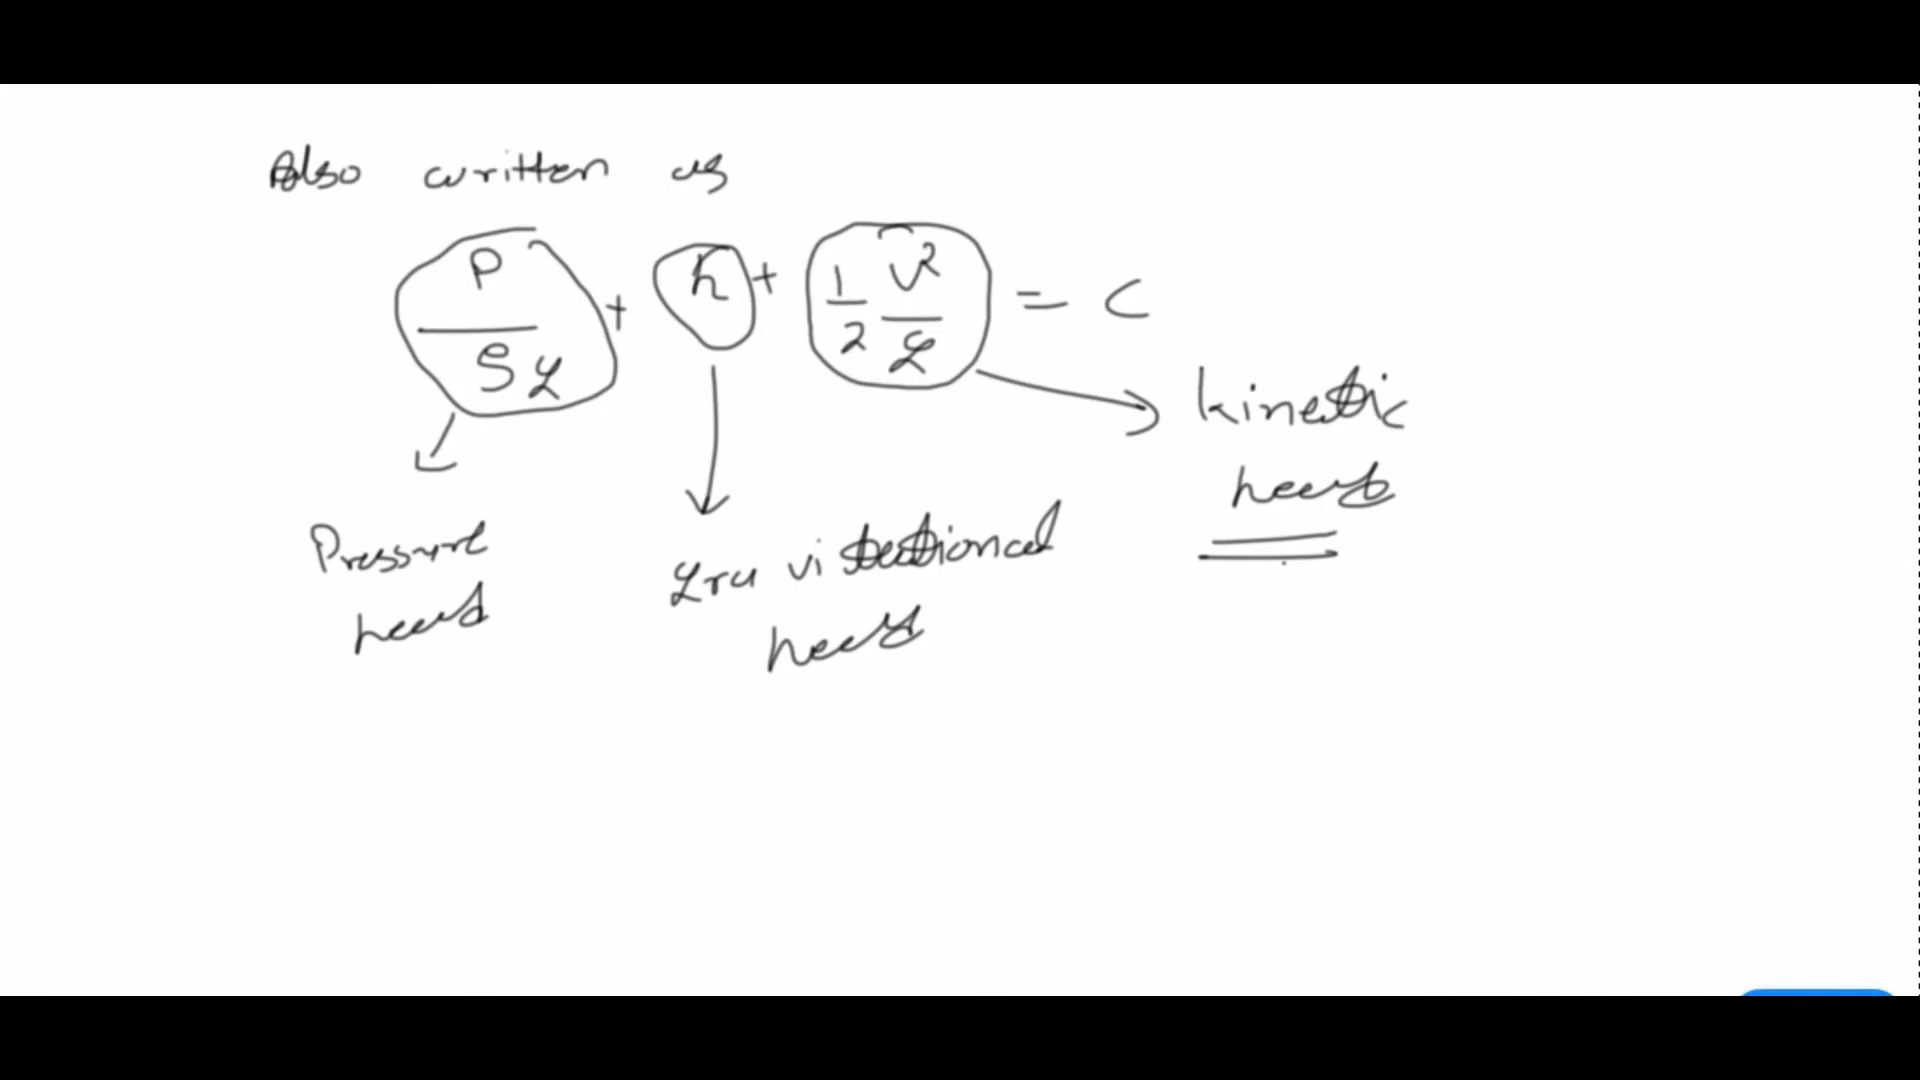 Also written as
P/ρg + h + 1/2 v²/g = C
kinetic
head
Pressure
head
gravitational
head